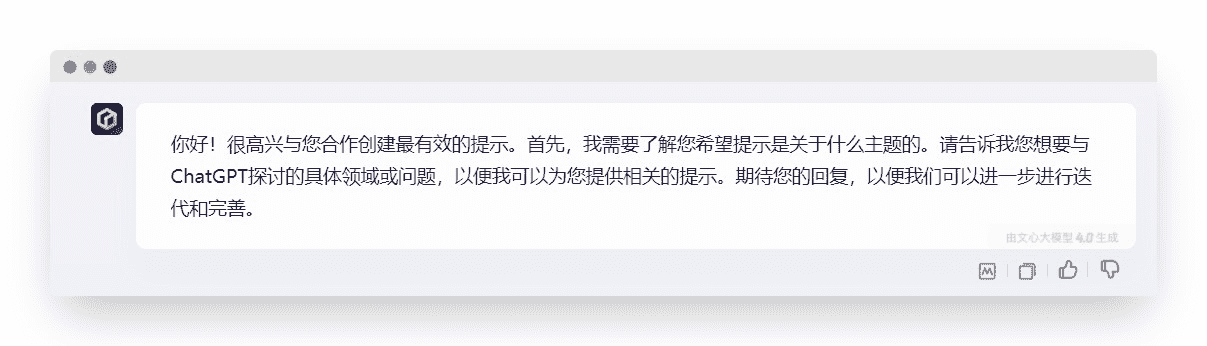 你好！很高兴与您合作创建最有效的提示。首先，我需要了解您希望提示是关于什么主题的。请告诉我您想要与
ChatGPT探讨的具体领域或问题，以便我可以为您提供相关的提示。期待您的回复，以便我们可以进一步进行迭
代和完善。
由文心大模型 4.0 生成